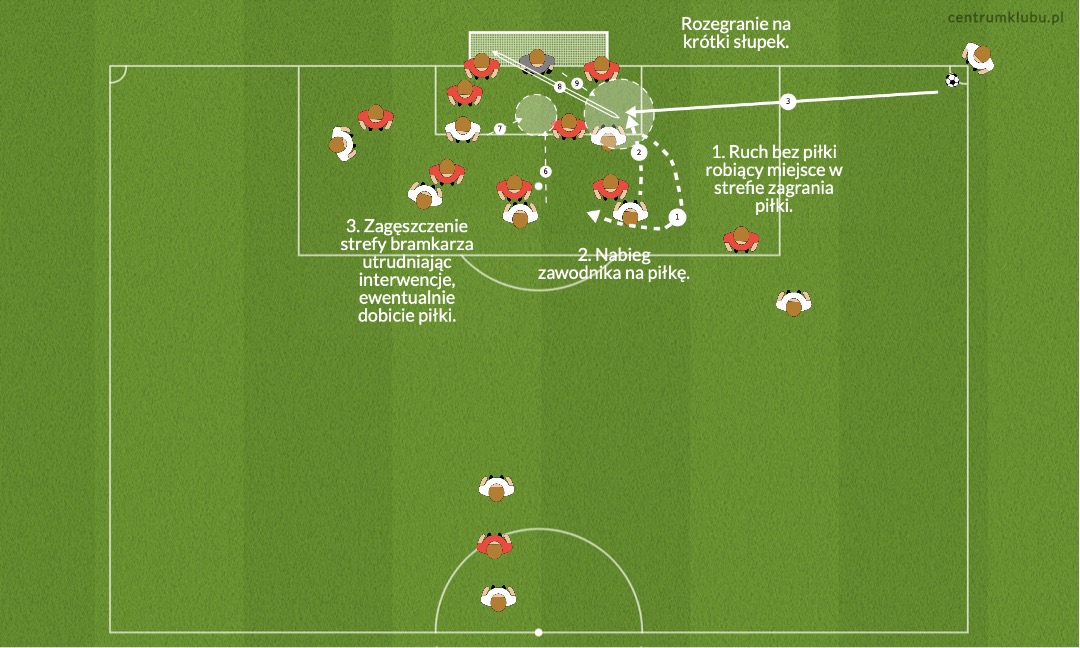 centrumklubu.pl
Rozegranie na
krótki słupek.
8
9
3
7
2
6
1
1. Ruch bez piłki
robiący miejsce w
strefie zagrania
piłki.
3. Zagęszczenie
strefy bramkarza
utrudniając
interwencje,
ewentualnie
dobicie piłki.
2. Nabieg
zawodnika na piłkę.